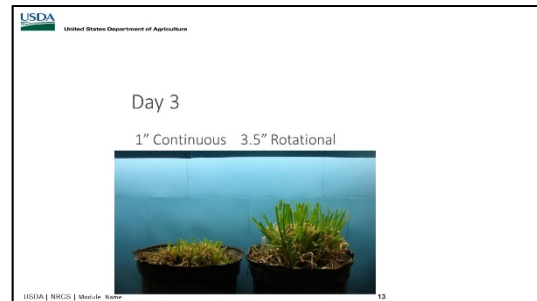 USDA
United States Department of Agriculture
Day 3
1" Continuous 3.5" Rotational
USDA | NRCS | Module Name
13